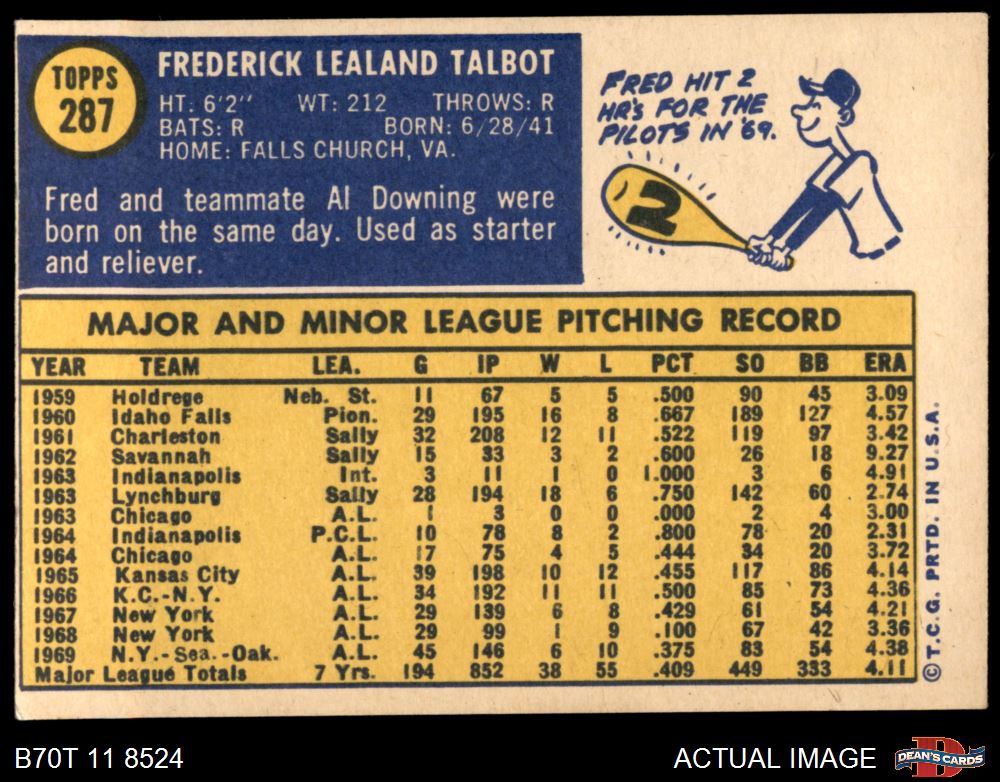 TOPPS
287
FREDERICK LEALAND TALBOT
HT: 6'2" WT: 212 THROWS: R
BATS: R BORN: 6/28/41
HOME: FALLS CHURCH, VA.
Fred and teammate Al Downing were
born on the same day. Used as starter
and reliever.
FRED HIT 2
HR's FOR THE
PILOTS IN '69.
2
MAJOR AND MINOR LEAGUE PITCHING RECORD
YEAR TEAM LEA. G IP W L PCT SO BB ERA
1959 Holdrege Neb. St. 11 67 5 5 .500 90 45 3.09
1960 Idaho Falls Pion. 29 195 16 8 .667 189 127 4.57
1961 Charleston Sally 32 208 12 11 .522 119 97 3.42
1962 Savannah Sally 15 33 3 2 .600 26 18 9.27
1963 Indianapolis Int. 3 11 1 0 1.000 3 6 4.91
1963 Lynchburg Sally 28 194 18 6 .750 142 60 2.74
1963 Chicago A.L. 1 3 0 0 .000 2 4 3.00
1964 Indianapolis P.C.L. 10 78 8 2 .800 78 20 2.31
1964 Chicago A.L. 17 75 4 5 .444 34 20 3.72
1965 Kansas City A.L. 39 198 10 12 .455 117 86 4.14
1966 K.C.-N.Y. A.L. 34 192 11 11 .500 85 73 4.36
1967 New York A.L. 29 139 6 8 .429 61 54 4.21
1968 New York A.L. 29 99 1 9 .100 67 42 3.36
1969 N.Y.-Sea.-Oak. A.L. 45 146 6 10 .375 83 54 4.38
Major League Totals 7 Yrs. 194 852 38 55 .409 449 333 4.11
© T.C.G. PRTD. IN U.S.A.
B70T 11 8524
ACTUAL IMAGE
D
DEAN'S CARDS